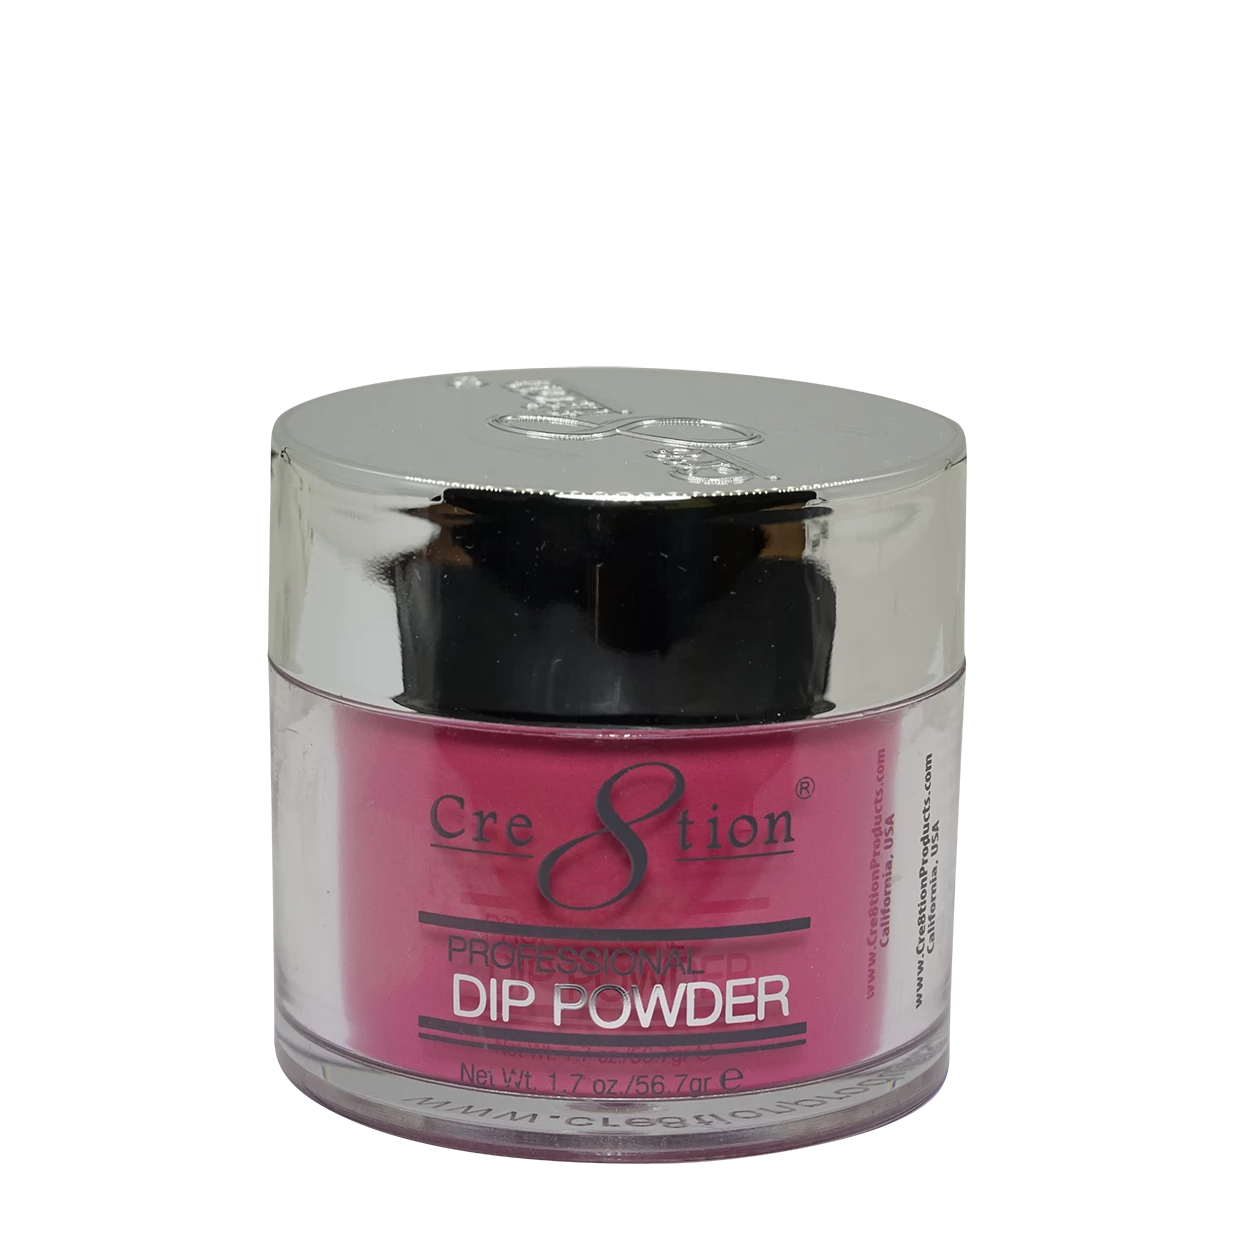 Cre8tion®
PROFESSIONAL
DIP POWDER
Net Wt. 1.7 oz./56.7gr ℮
www.Cre8tionProducts.com
California, USA